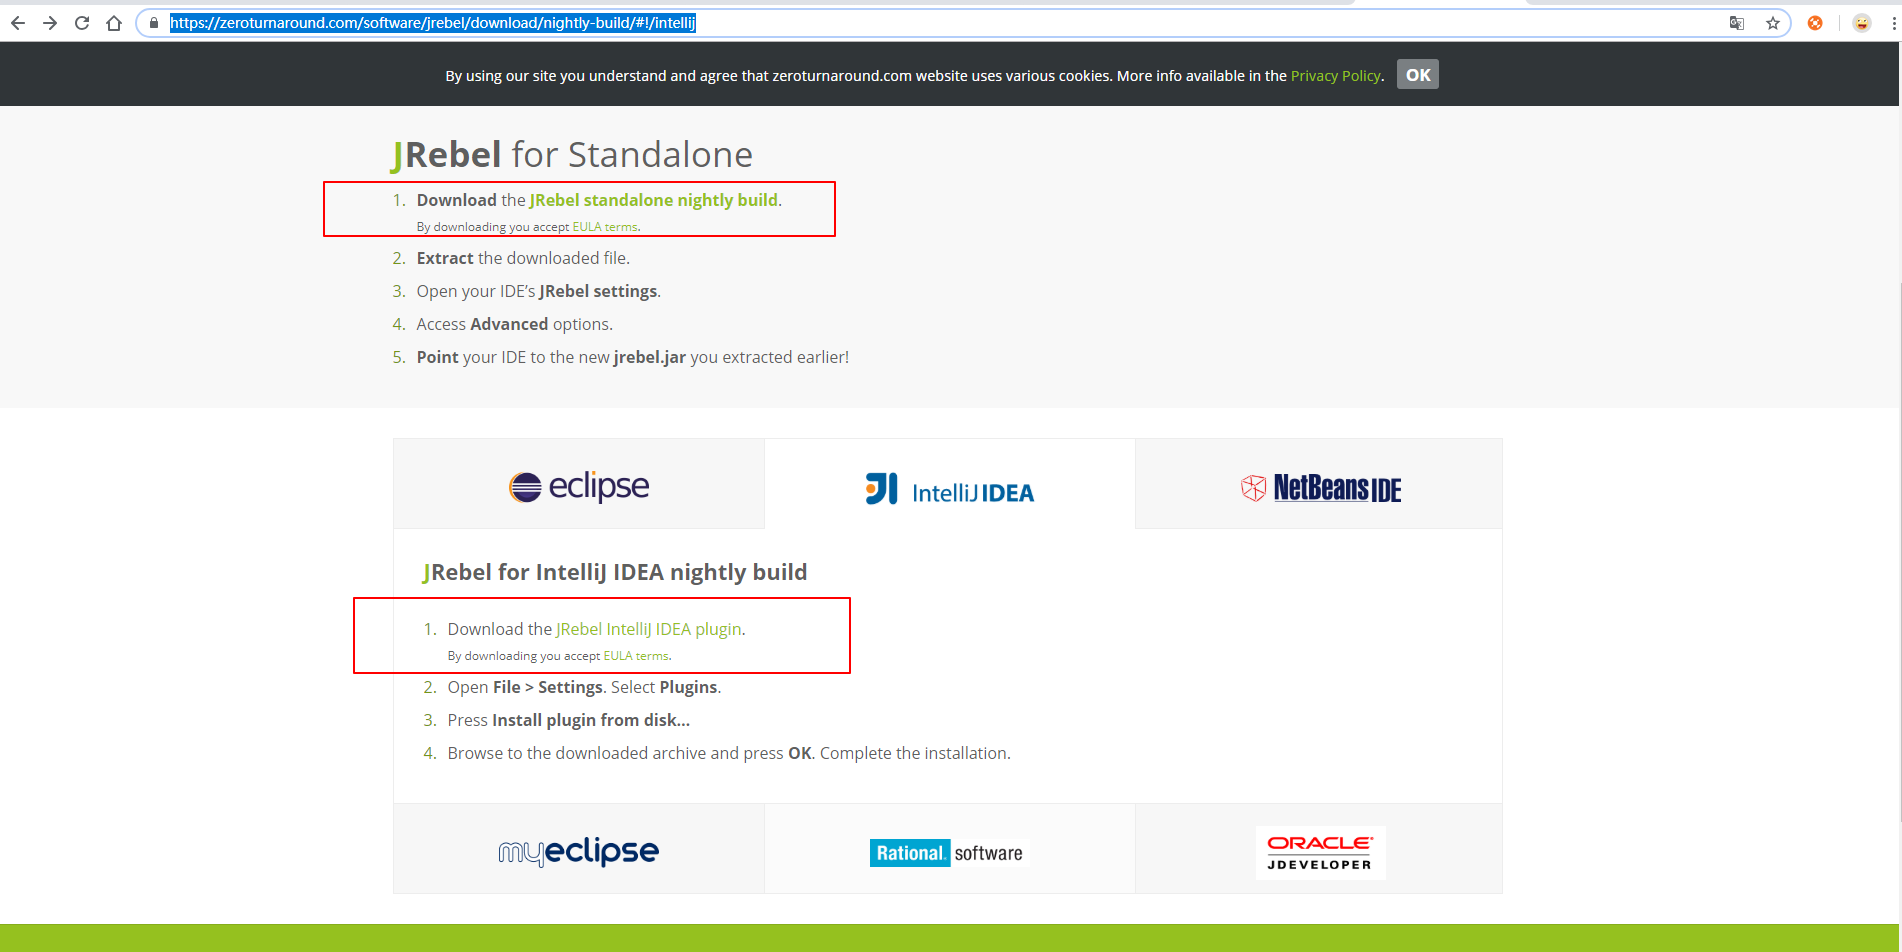 https://zeroturnaround.com/software/jrebel/download/nightly-build/#!/intellij
By using our site you understand and agree that zeroturnaround.com website uses various cookies. More info available in the Privacy Policy. OK
JRebel for Standalone
1. Download the JRebel standalone nightly build.
By downloading you accept EULA terms.
2. Extract the downloaded file.
3. Open your IDE’s JRebel settings.
4. Access Advanced options.
5. Point your IDE to the new jrebel.jar you extracted earlier!
eclipse IntelliJ IDEA NetBeans IDE
JRebel for IntelliJ IDEA nightly build
1. Download the JRebel IntelliJ IDEA plugin.
By downloading you accept EULA terms.
2. Open File > Settings. Select Plugins.
3. Press Install plugin from disk...
4. Browse to the downloaded archive and press OK. Complete the installation.
myeclipse Rational. software ORACLE®
JDEVELOPER